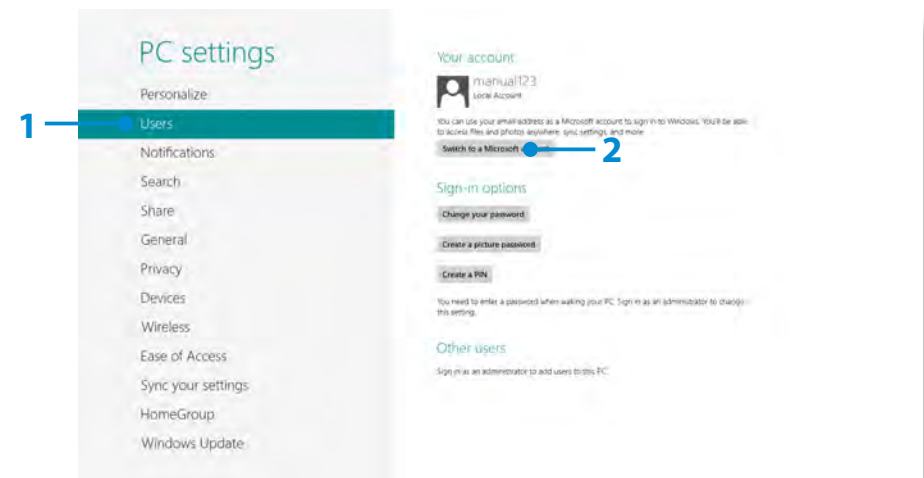 PC settings
Personalize
1
Users
Notifications
Search
Share
General
Privacy
Devices
Wireless
Ease of Access
Sync your settings
HomeGroup
Windows Update
Your account
manual123
Local Account
You can use your email address as a Microsoft account to sign in to Windows. You'll be able
to access files and photos anywhere, sync settings, and more.
Switch to a Microsoft
2
Sign-in options
Change your password
Create a picture password
Create a PIN
You need to enter a password when waking your PC. Sign in as an administrator to change
this setting.
Other users
Sign in as an administrator to add users to this PC.